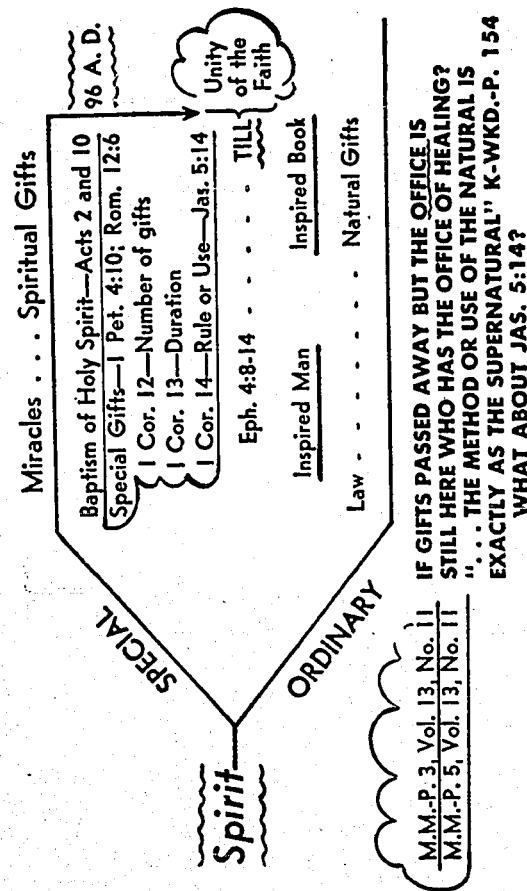 Miracles . . . Spiritual Gifts
96 A. D.
Baptism of Holy Spirit—Acts 2 and 10
Special Gifts—1 Pet. 4:10; Rom. 12:6
1 Cor. 12—Number of gifts
1 Cor. 13—Duration
1 Cor. 14—Rule or Use—Jas. 5:14
Unity
of the
Faith
Eph. 4:8-14 - - - - - - TILL
SPECIAL
Spirit
ORDINARY
Inspired Man
Inspired Book
Law - - - - - - Natural Gifts
M.M.-P. 3, Vol. 13, No. 11
M.M.-P. 5, Vol. 13, No. 11
IF GIFTS PASSED AWAY BUT THE OFFICE IS
STILL HERE WHO HAS THE OFFICE OF HEALING?
". . . THE METHOD OR USE OF THE NATURAL IS
EXACTLY AS THE SUPERNATURAL" K-WKD.-P. 154
WHAT ABOUT JAS. 5:14?